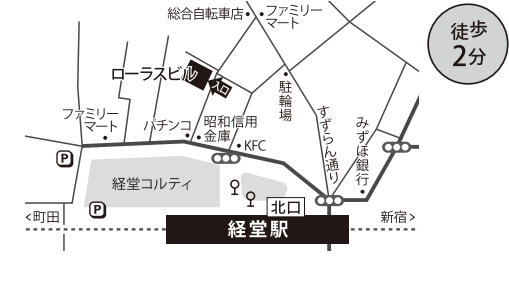 総合自転車店
ファミリー
マート
徒歩
2分
ローラスビル
入口
駐輪場
ファミリー
マート
パチンコ
昭和信用
金庫
KFC
すずらん通り
みずほ銀行
P
経堂コルティ
P
北口
<町田
新宿>
経堂駅